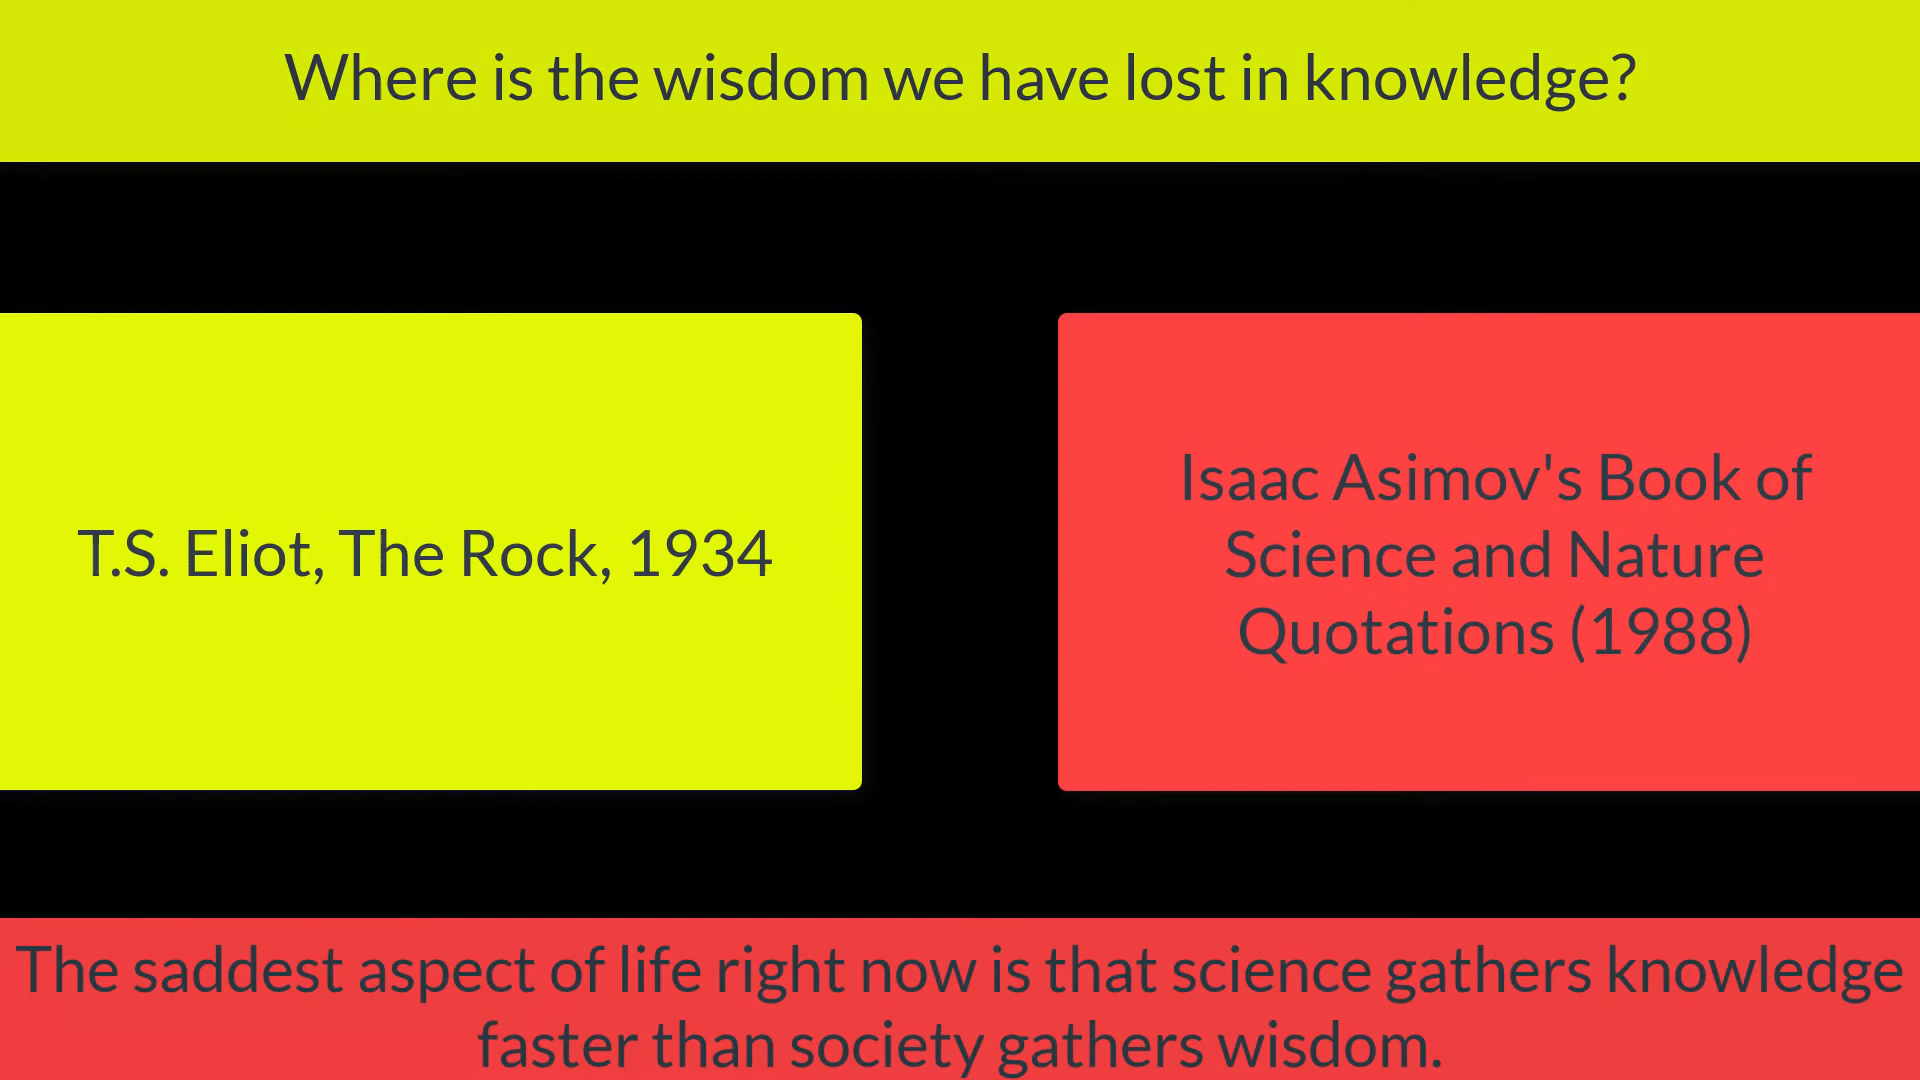 Where is the wisdom we have lost in knowledge?
T.S. Eliot, The Rock, 1934
Isaac Asimov's Book of
Science and Nature
Quotations (1988)
The saddest aspect of life right now is that science gathers knowledge
faster than society gathers wisdom.